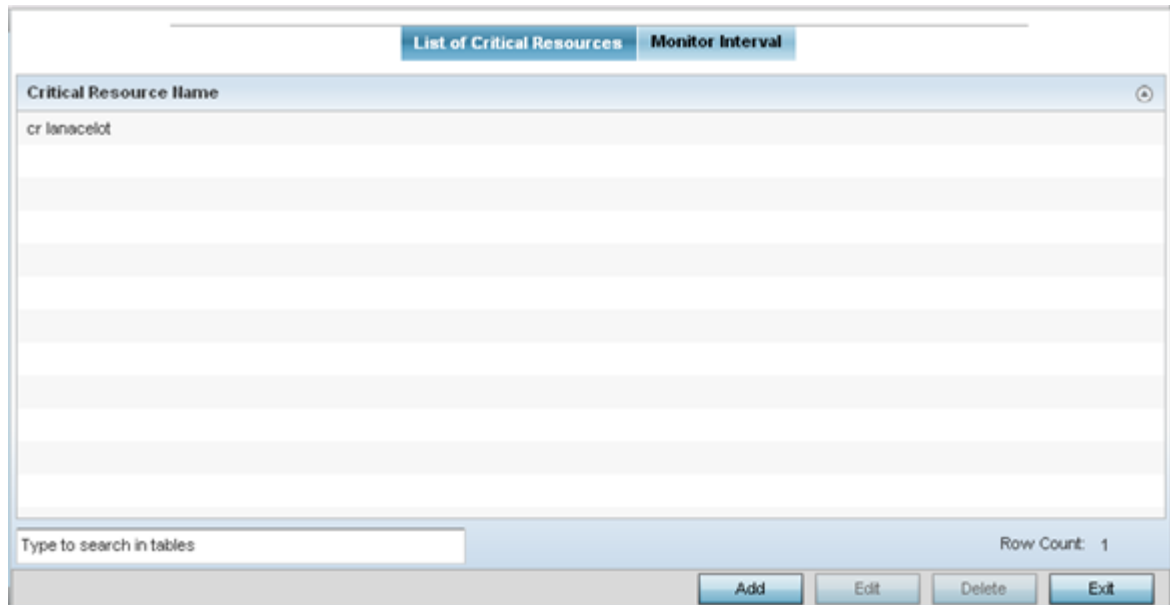 List of Critical Resources Monitor Interval
Critical Resource Name
cr lanacelot
Type to search in tables Row Count: 1
Add Edit Delete Exit